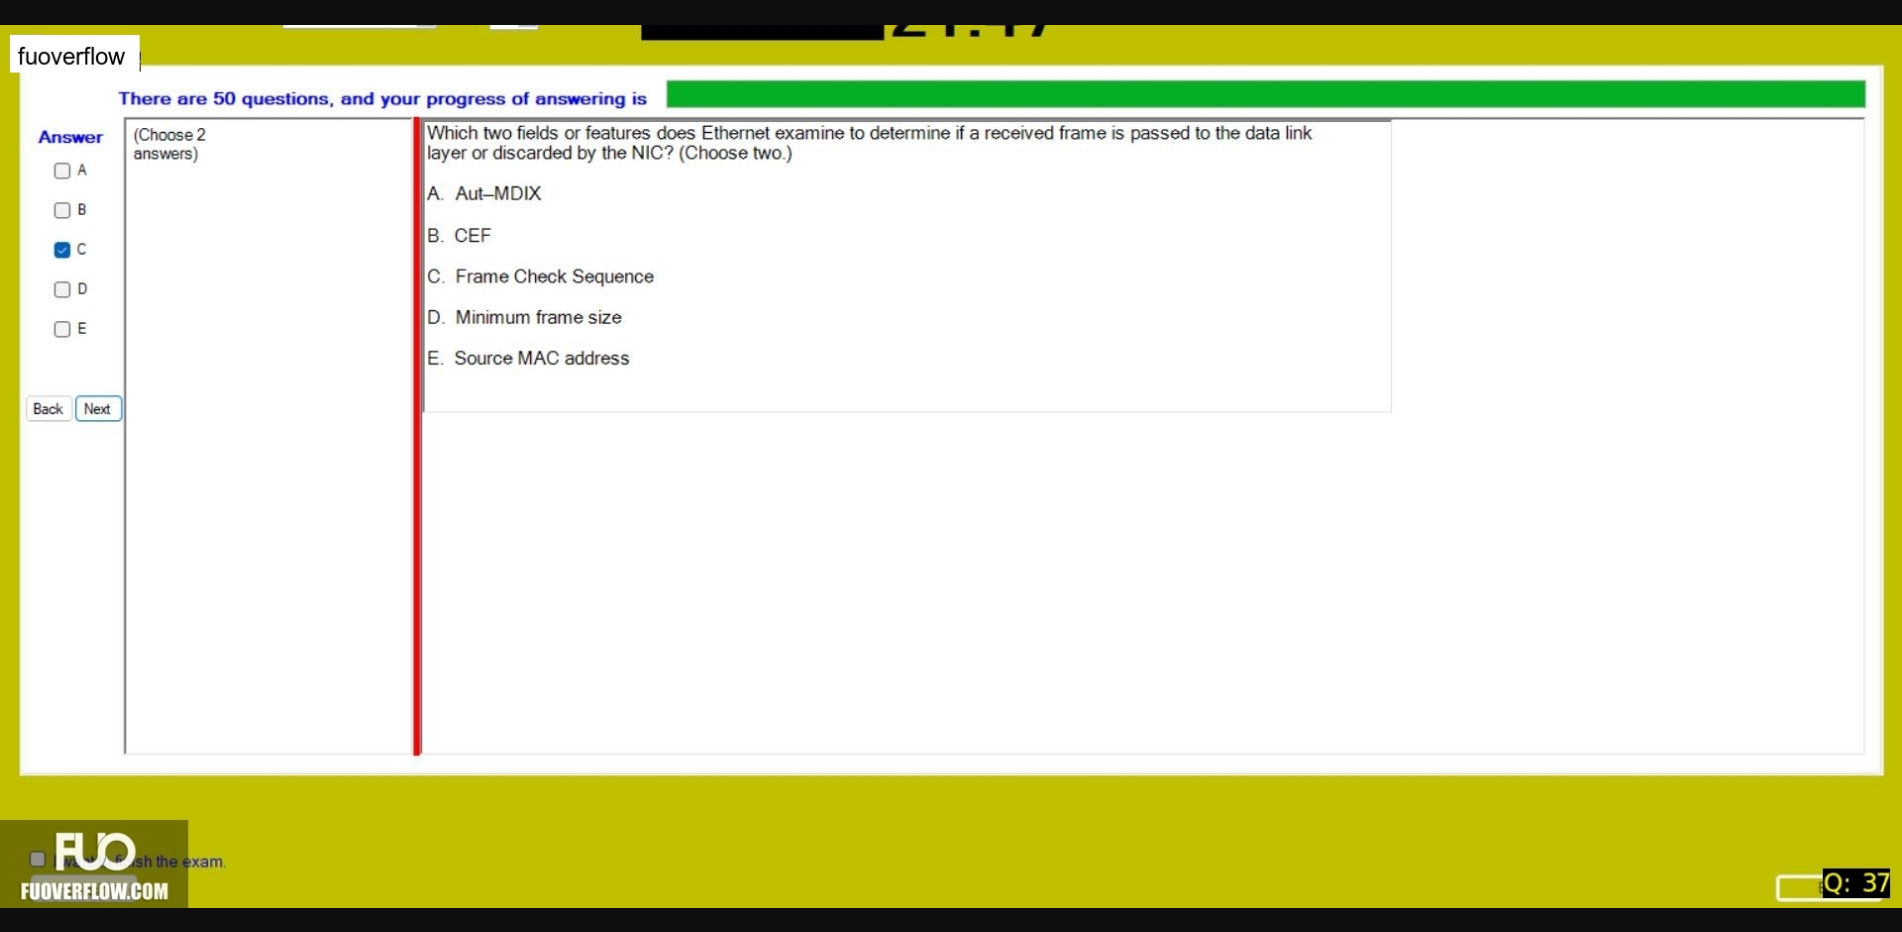 fuoverflow
There are 50 questions, and your progress of answering is
Answer
A
B
C
D
E
Back Next
(Choose 2
answers)
Which two fields or features does Ethernet examine to determine if a received frame is passed to the data link
layer or discarded by the NIC? (Choose two.)
A. Aut–MDIX
B. CEF
C. Frame Check Sequence
D. Minimum frame size
E. Source MAC address
FUO
the exam.
FUOVERFLOW.COM
Q: 37